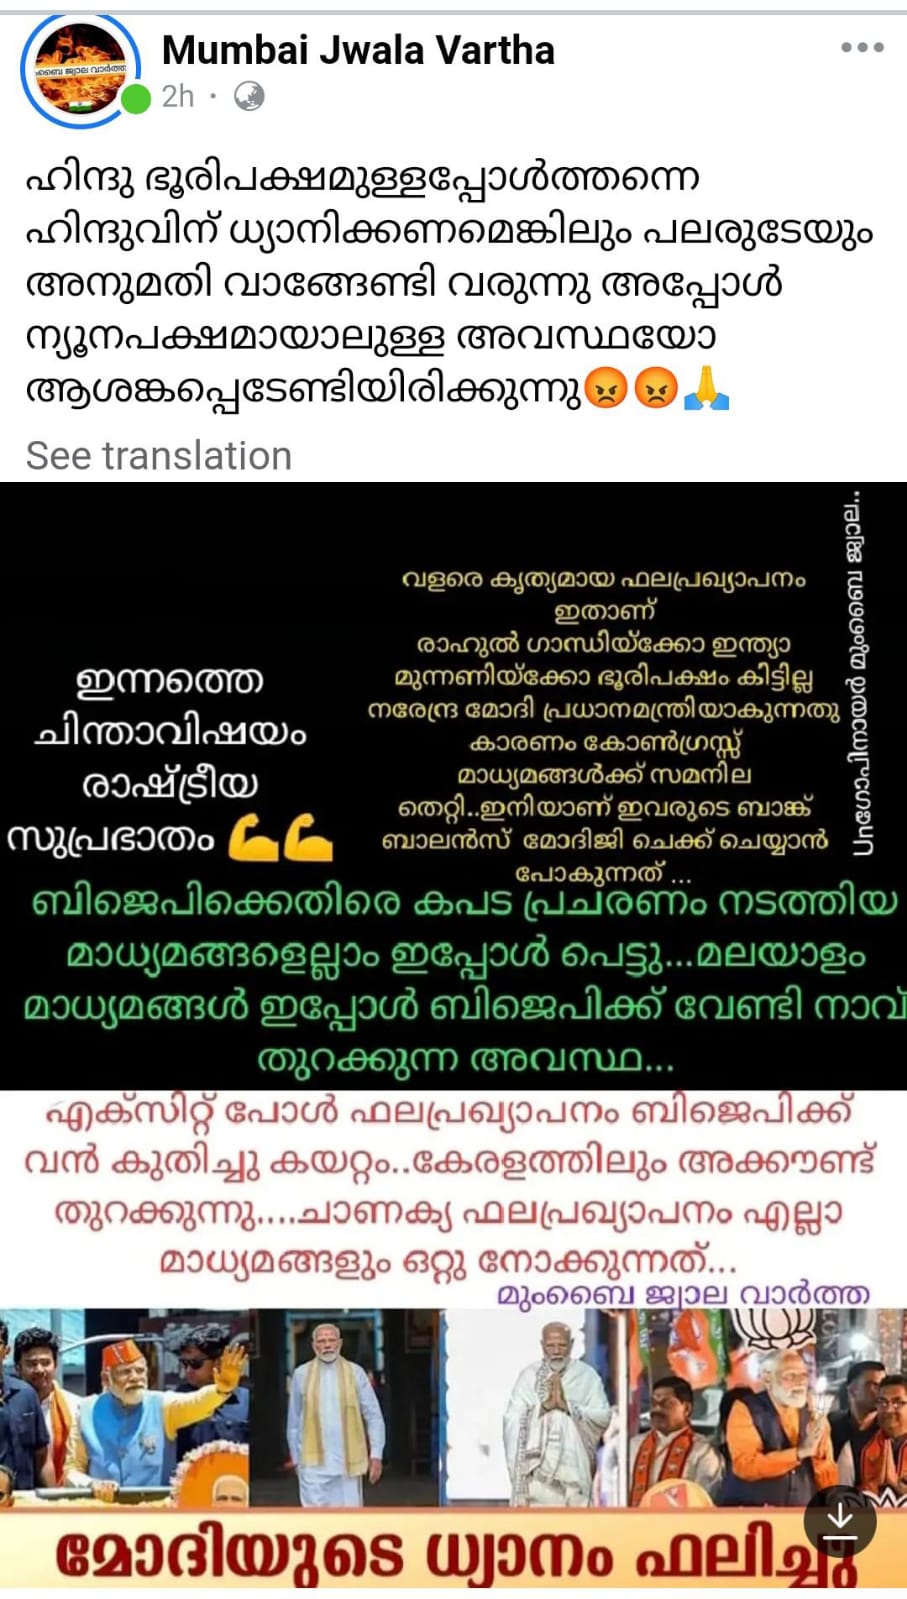 Mumbai Jwala Vartha
2h
ഹിന്ദു ഭൂരിപക്ഷമുള്ളപ്പോൾത്തന്നെ
ഹിന്ദുവിന് ധ്യാനിക്കണമെങ്കിലും പലരുടേയും
അനുമതി വാങ്ങേണ്ടി വരുന്നു അപ്പോൾ
ന്യൂനപക്ഷമായാലുള്ള അവസ്ഥയോ
ആശങ്കപ്പെടേണ്ടിയിരിക്കുന്നു😡😡🙏
See translation
ഇന്നത്തെ
ചിന്താവിഷയം
രാഷ്ട്രീയ
സുപ്രഭാതം 💪💪
വളരെ കൃത്യമായ ഫലപ്രഖ്യാപനം
ഇതാണ്
രാഹുൽ ഗാന്ധിയ്ക്കോ ഇന്ത്യാ
മുന്നണിയ്ക്കോ ഭൂരിപക്ഷം കിട്ടില്ല
നരേന്ദ്ര മോദി പ്രധാനമന്ത്രിയാകുന്നതു
കാരണം കോൺഗ്രസ്സ്
മാധ്യമങ്ങൾക്ക് സമനില
തെറ്റി..ഇനിയാണ് ഇവരുടെ ബാങ്ക്
ബാലൻസ് മോദിജി ചെക്ക് ചെയ്യാൻ
പോകുന്നത് ...
ഗോപിനായർ മുംബൈ ജ്വാല..
ബിജെപിക്കെതിരെ കപട പ്രചരണം നടത്തിയ
മാധ്യമങ്ങളെല്ലാം ഇപ്പോൾ പെട്ടു...മലയാളം
മാധ്യമങ്ങൾ ഇപ്പോൾ ബിജെപിക്ക് വേണ്ടി നാവ്
തുറക്കുന്ന അവസ്ഥ...
എക്സിറ്റ് പോൾ ഫലപ്രഖ്യാപനം ബിജെപിക്ക്
വൻ കുതിച്ചു കയറ്റം..കേരളത്തിലും അക്കൗണ്ട്
തുറക്കുന്നു....ചാണക്യ ഫലപ്രഖ്യാപനം എല്ലാ
മാധ്യമങ്ങളും ഒറ്റു നോക്കുന്നത്...
മുംബൈ ജ്വാല വാർത്ത
മോദിയുടെ ധ്യാനം ഫലിച്ചു